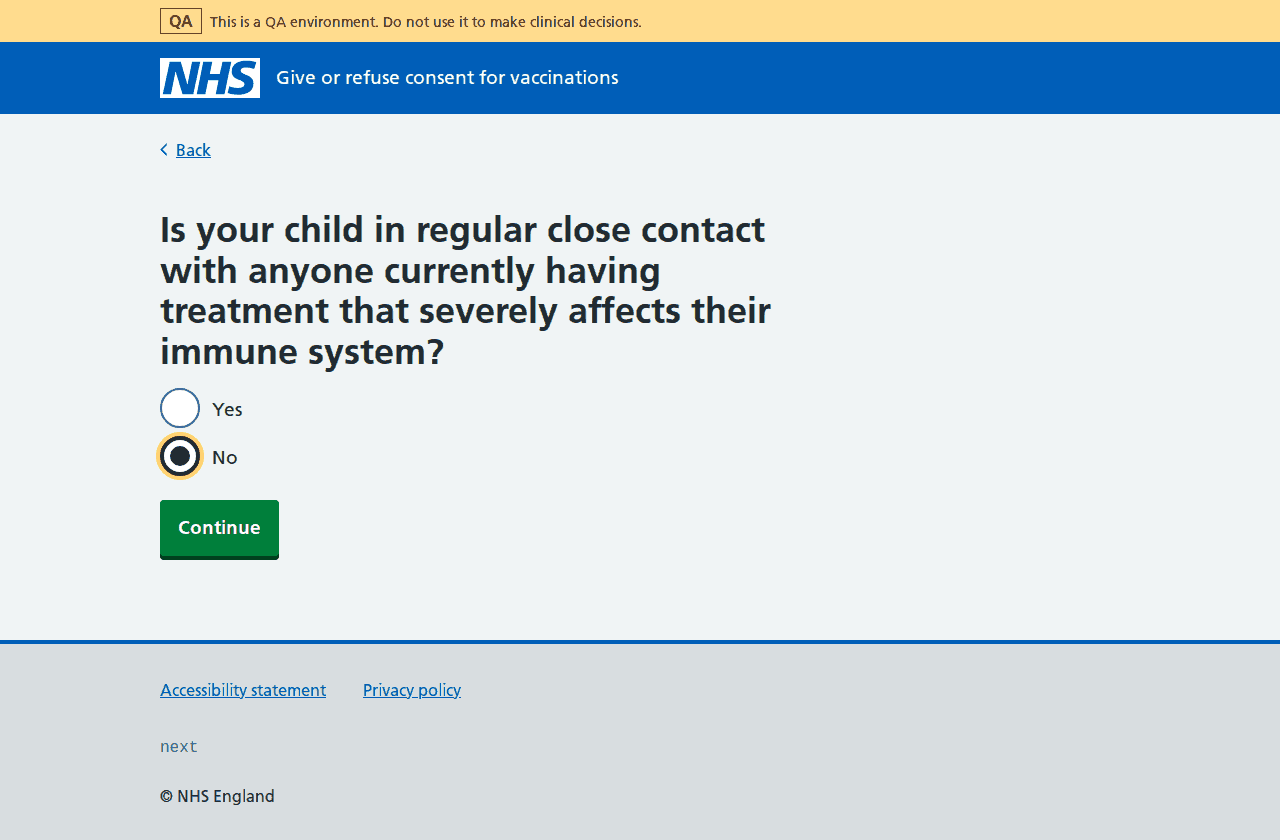 QA This is a QA environment. Do not use it to make clinical decisions.
NHS Give or refuse consent for vaccinations
Back
Is your child in regular close contact
with anyone currently having
treatment that severely affects their
immune system?
Yes
No
Continue
Accessibility statement Privacy policy
next
© NHS England